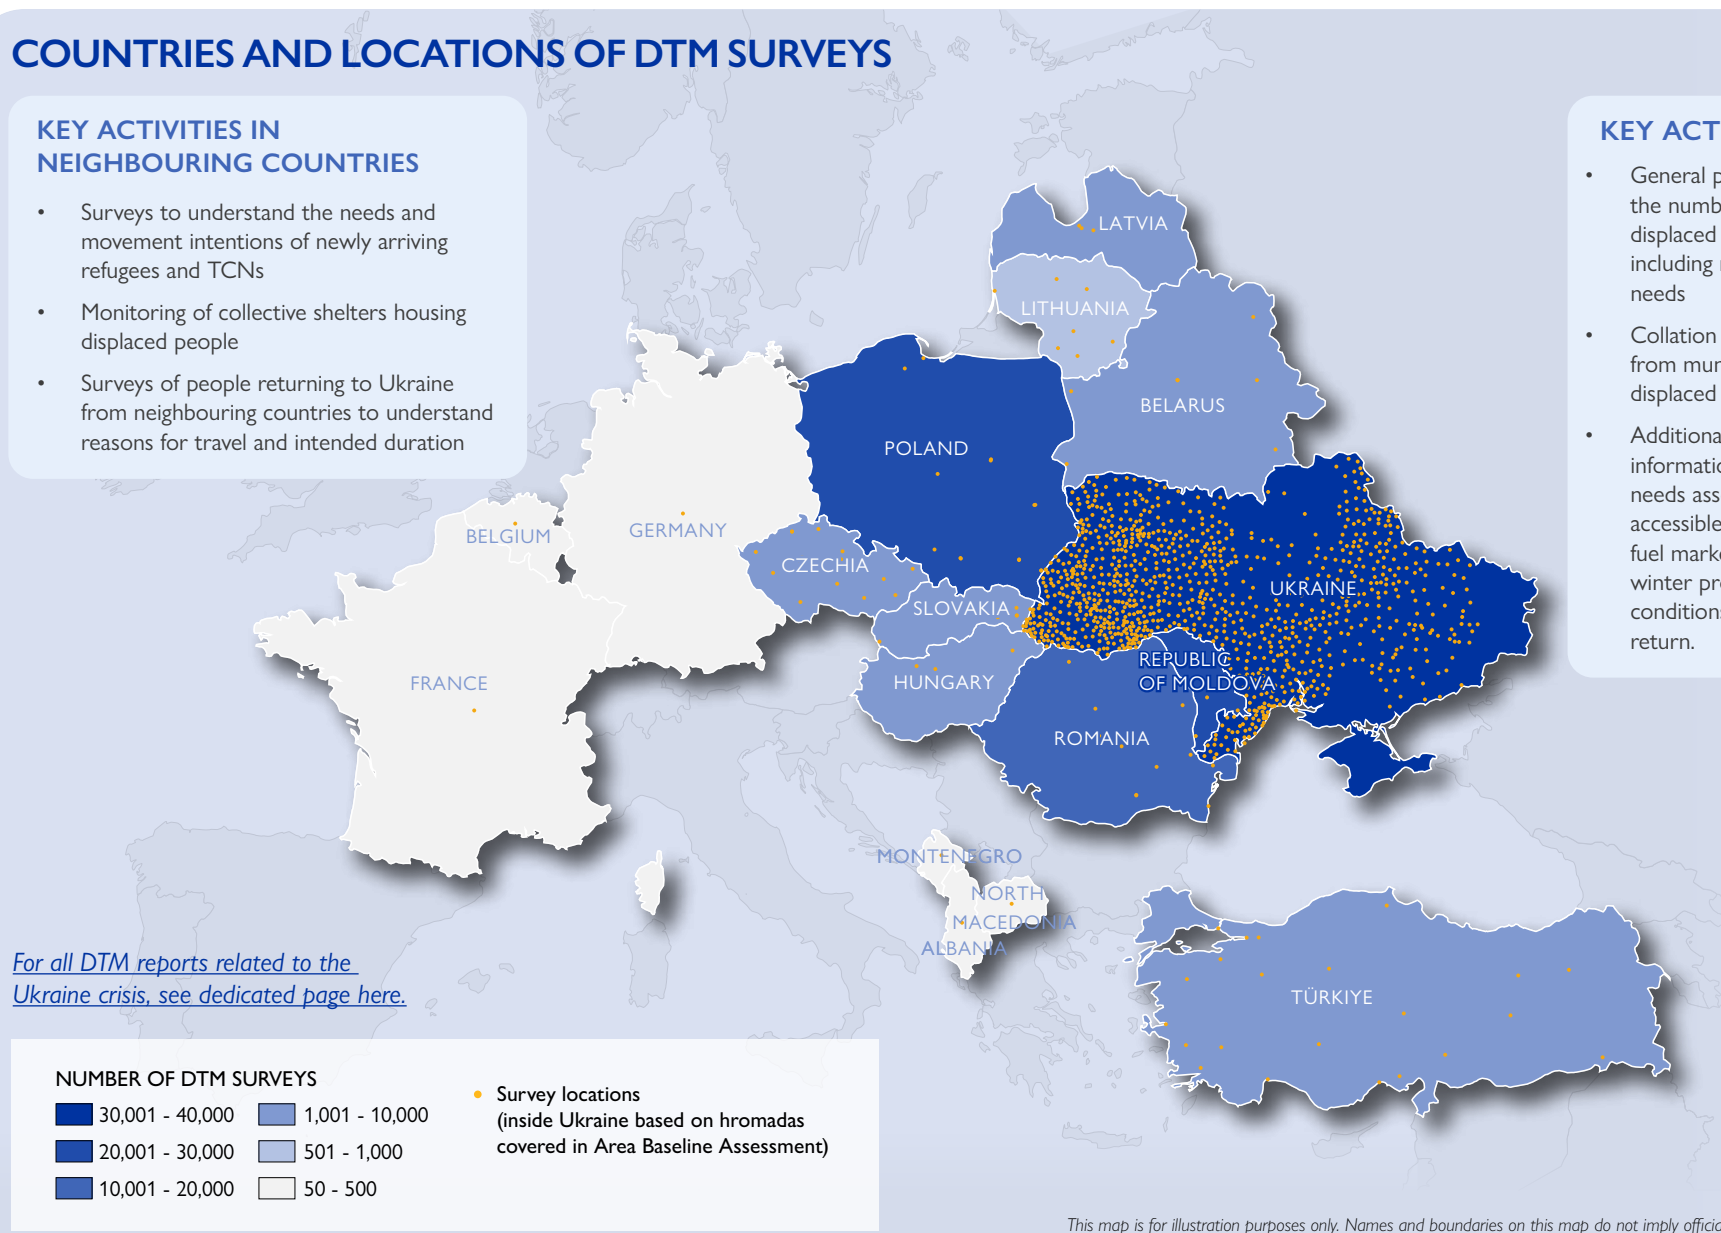 COUNTRIES AND LOCATIONS OF DTM SURVEYS
KEY ACTIVITIES IN
NEIGHBOURING COUNTRIES
• Surveys to understand the needs and
movement intentions of newly arriving
refugees and TCNs
• Monitoring of collective shelters housing
displaced people
• Surveys of people returning to Ukraine
from neighbouring countries to understand
reasons for travel and intended duration
KEY ACT
• General p
the numb
displaced
including
needs
• Collation
from mun
displaced
• Additiona
informatio
needs ass
accessible
fuel marke
winter pr
conditions
return.
LATVIA
LITHUANIA
BELARUS
POLAND
BELGIUM
GERMANY
CZECHIA
UKRAINE
SLOVAKIA
REPUBLIC
OF MOLDOVA
FRANCE
HUNGARY
ROMANIA
MONTENEGRO
NORTH
MACEDONIA
ALBANIA
TÜRKIYE
For all DTM reports related to the
Ukraine crisis, see dedicated page here.
NUMBER OF DTM SURVEYS
30,001 - 40,000
20,001 - 30,000
10,001 - 20,000
1,001 - 10,000
501 - 1,000
50 - 500
Survey locations
(inside Ukraine based on hromadas
covered in Area Baseline Assessment)
This map is for illustration purposes only. Names and boundaries on this map do not imply official